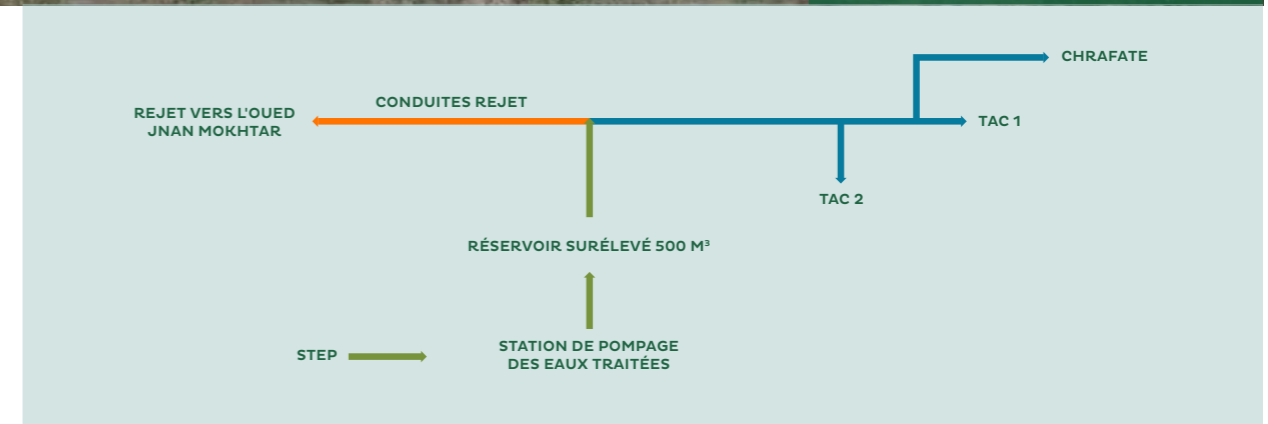 CHRAFATE
CONDUITES REJET
REJET VERS L'OUED
JNAN MOKHTAR
TAC 1
TAC 2
RÉSERVOIR SURÉLEVÉ 500 M³
STEP
STATION DE POMPAGE
DES EAUX TRAITÉES